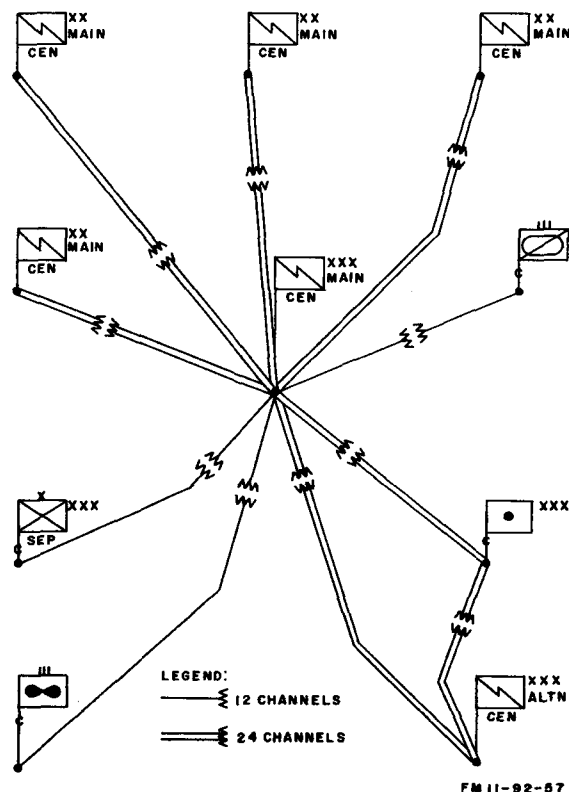 XX
MAIN
CEN
XX
MAIN
CEN
XX
MAIN
CEN
XX
MAIN
CEN
XXX
MAIN
CEN
III
C
X
XXX
SEP
C
XXX
C
III
C
LEGEND:
12 CHANNELS
24 CHANNELS
XXX
ALTN
CEN
FM 11-92-57